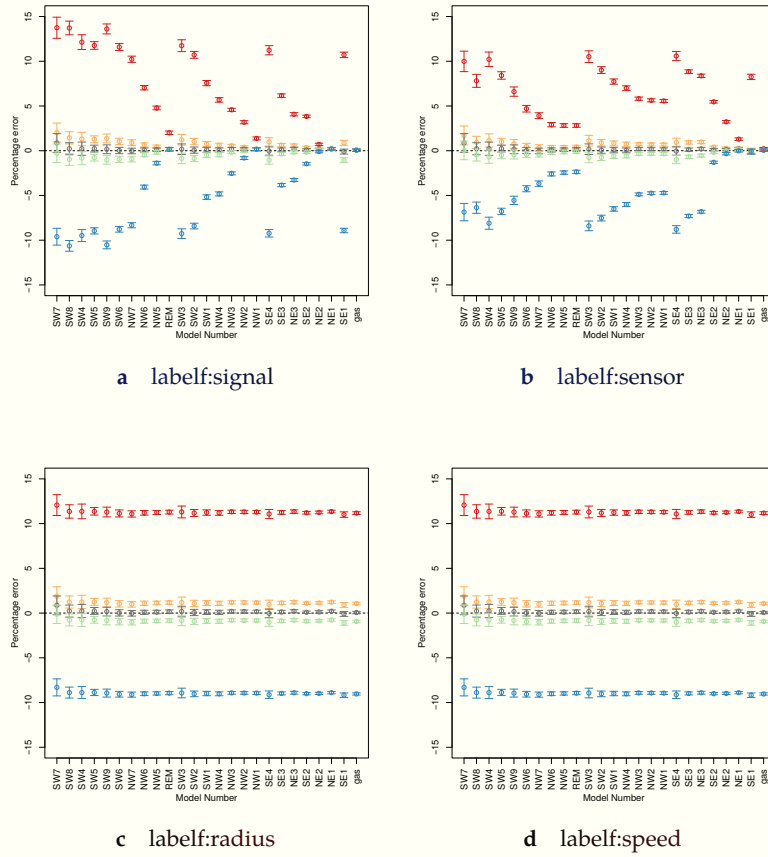 15
10
5
0
−5
−10
−15
Percentage error
SW7
SW8
SW4
SW5
SW9
SW6
NW7
NW6
NW5
REM
SW3
SW2
SW1
NW4
NW3
NW2
NW1
SE4
SE3
NE3
SE2
NE2
NE1
SE1
gas
Model Number
a labelf:signal
15
10
5
0
−5
−10
−15
Percentage error
SW7
SW8
SW4
SW5
SW9
SW6
NW7
NW6
NW5
REM
SW3
SW2
SW1
NW4
NW3
NW2
NW1
SE4
SE3
NE3
SE2
NE2
NE1
SE1
gas
Model Number
b labelf:sensor
15
10
5
0
−5
−10
−15
Percentage error
SW7
SW8
SW4
SW5
SW9
SW6
NW7
NW6
NW5
REM
SW3
SW2
SW1
NW4
NW3
NW2
NW1
SE4
SE3
NE3
SE2
NE2
NE1
SE1
gas
Model Number
c labelf:radius
15
10
5
0
−5
−10
−15
Percentage error
SW7
SW8
SW4
SW5
SW9
SW6
NW7
NW6
NW5
REM
SW3
SW2
SW1
NW4
NW3
NW2
NW1
SE4
SE3
NE3
SE2
NE2
NE1
SE1
gas
Model Number
d labelf:speed